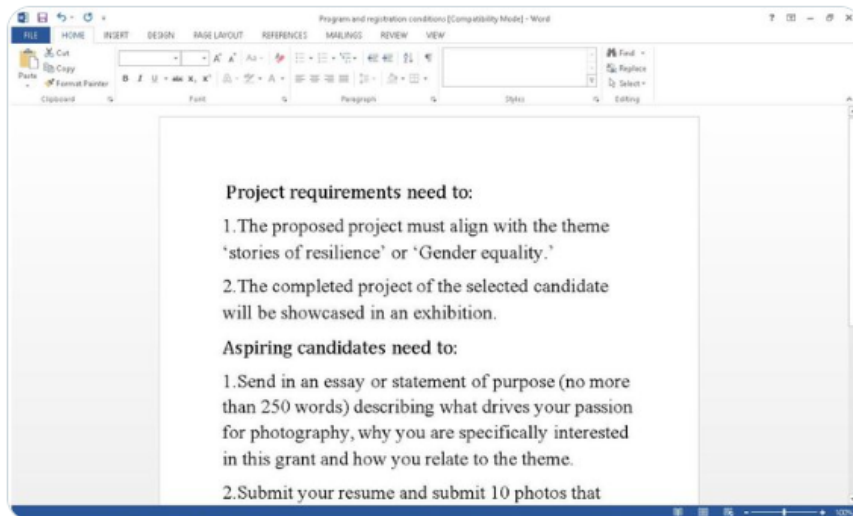 Program and registration conditions [Compatibility Mode] - Word
FILE HOME INSERT DESIGN PAGE LAYOUT REFERENCES MAILINGS REVIEW VIEW
Cut
Copy
Format Painter
Paste
Find
Replace
Select
Clipboard Font Paragraph Styles Editing
Project requirements need to:
1.The proposed project must align with the theme
‘stories of resilience’ or ‘Gender equality.’
2.The completed project of the selected candidate
will be showcased in an exhibition.
Aspiring candidates need to:
1.Send in an essay or statement of purpose (no more
than 250 words) describing what drives your passion
for photography, why you are specifically interested
in this grant and how you relate to the theme.
2.Submit your resume and submit 10 photos that
100%